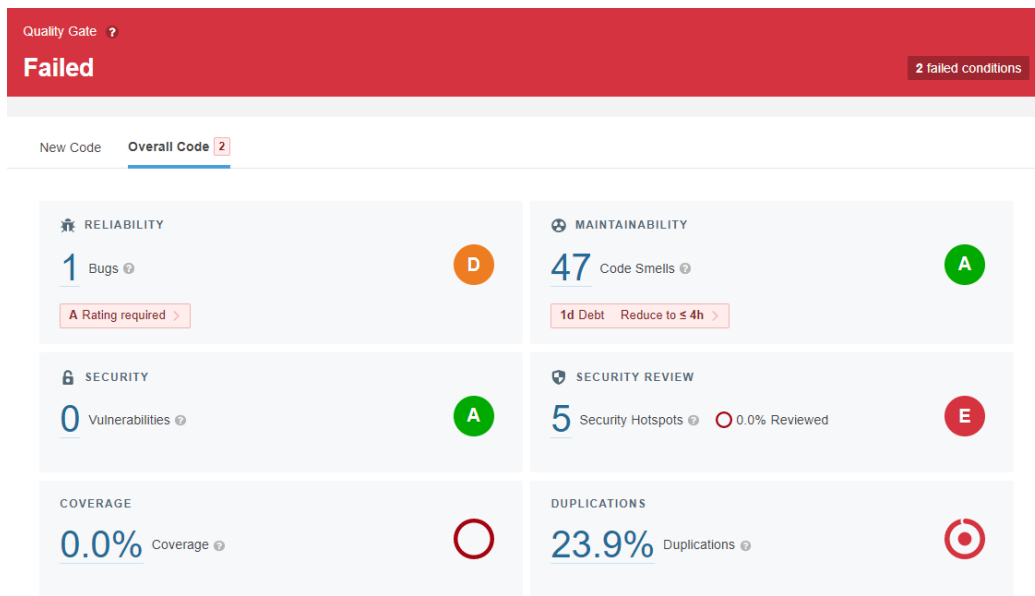 Quality Gate ?
Failed
2 failed conditions
New Code Overall Code 2
RELIABILITY
1 Bugs ?
D
A Rating required >
MAINTAINABILITY
47 Code Smells ?
A
1d Debt Reduce to ≤ 4h >
SECURITY
0 Vulnerabilities ?
A
SECURITY REVIEW
5 Security Hotspots ? 0.0% Reviewed
E
COVERAGE
0.0% Coverage ?
DUPLICATIONS
23.9% Duplications ?